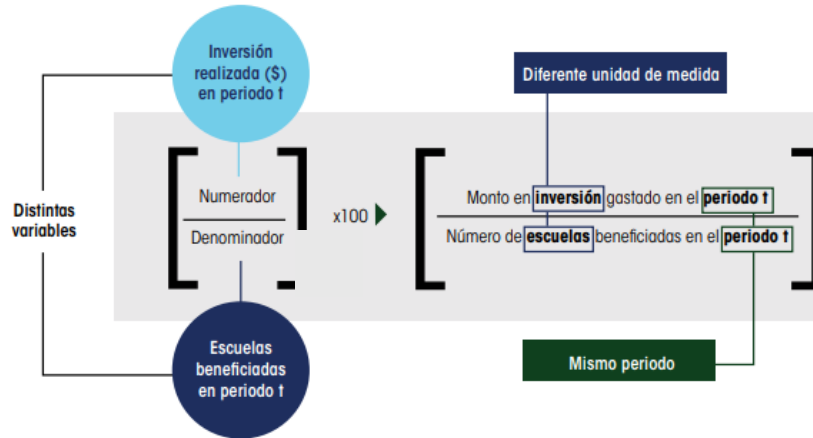 Inversión
realizada ($)
en periodo t
Diferente unidad de medida
Distintas
variables
Numerador
Denominador
x100
Monto en inversión gastado en el periodo t
Número de escuelas beneficiadas en el periodo t
Escuelas
beneficiadas
en periodo t
Mismo periodo